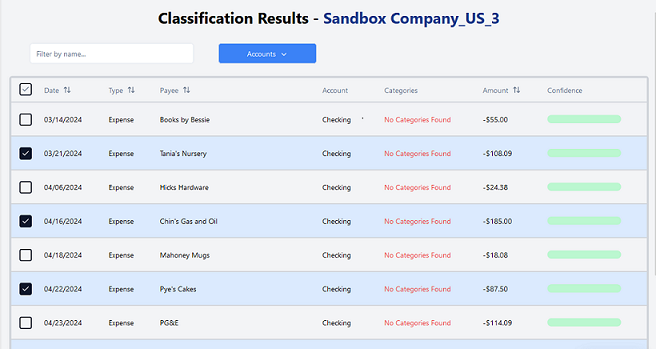 Classification Results - Sandbox Company_US_3
Filter by name...
Accounts
Date Type Payee Account Categories Amount Confidence
03/14/2024 Expense Books by Bessie Checking No Categories Found -$55.00
03/21/2024 Expense Tania's Nursery Checking No Categories Found -$108.09
04/06/2024 Expense Hicks Hardware Checking No Categories Found -$24.38
04/16/2024 Expense Chin's Gas and Oil Checking No Categories Found -$185.00
04/18/2024 Expense Mahoney Mugs Checking No Categories Found -$18.08
04/22/2024 Expense Pye's Cakes Checking No Categories Found -$87.50
04/23/2024 Expense PG&E Checking No Categories Found -$114.09